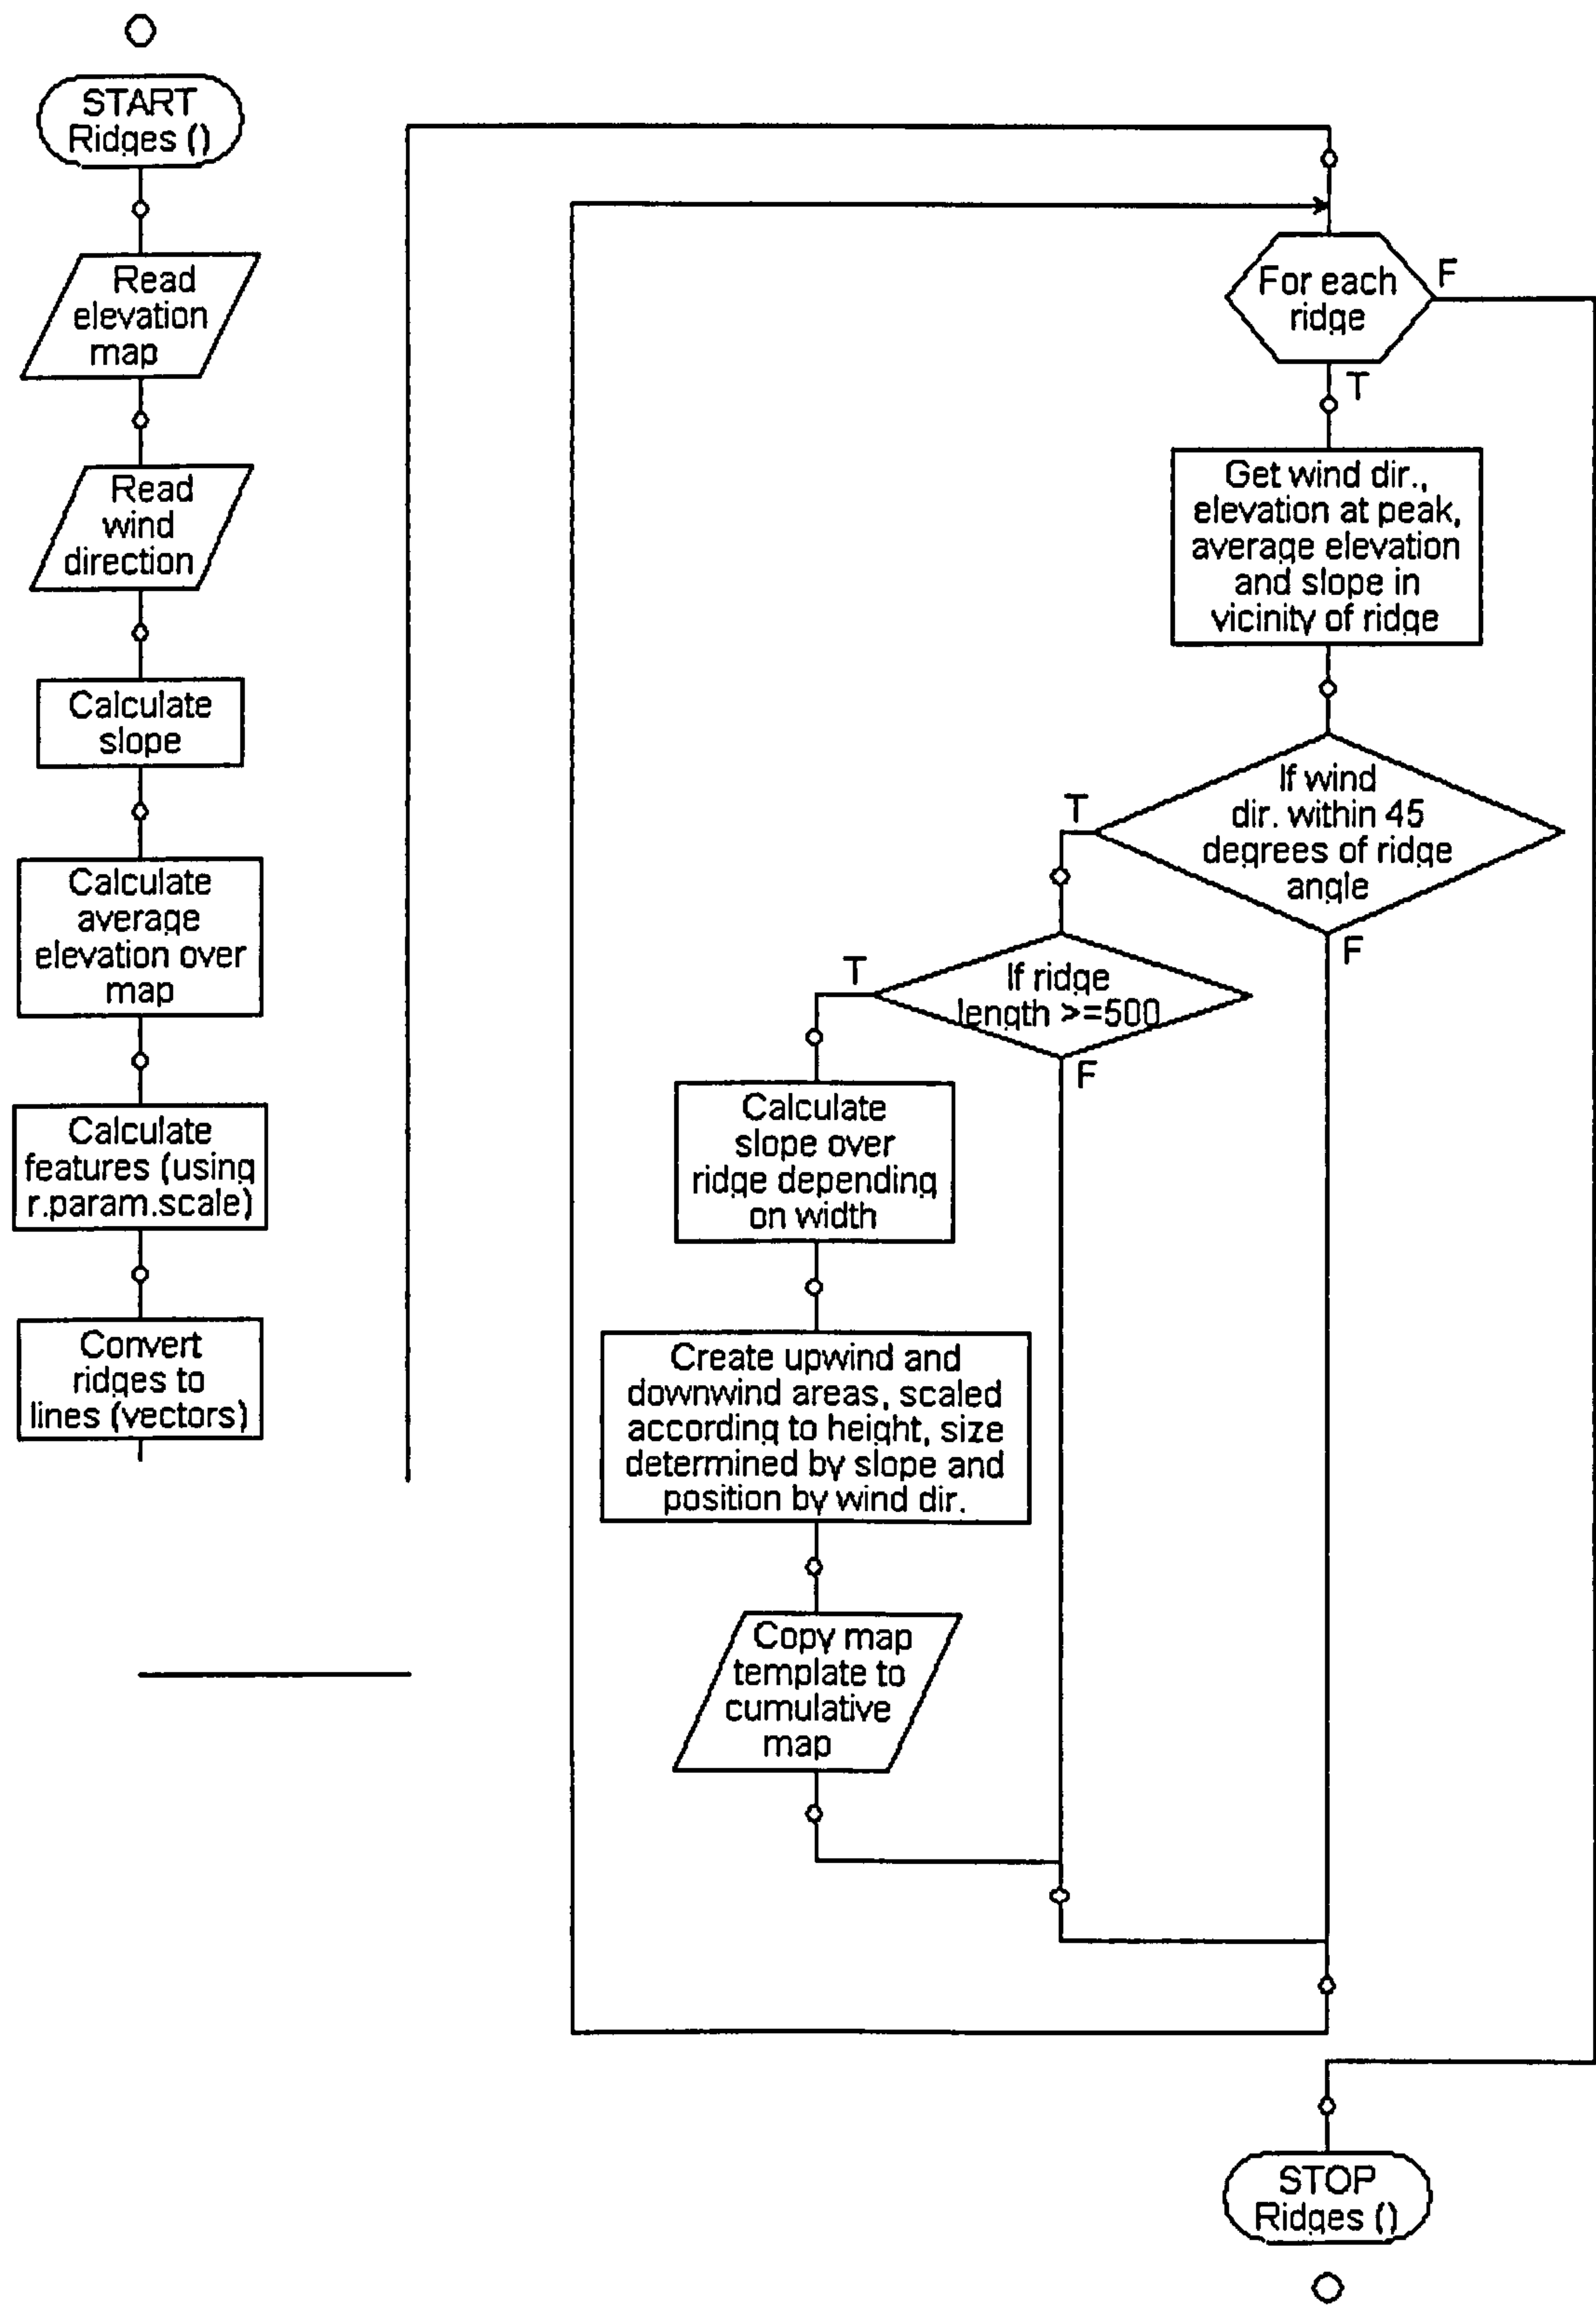 START
Ridges ()
Read
elevation
map
Read
wind
direction
Calculate
slope
Calculate
average
elevation over
map
Calculate
features (using
r.param.scale)
Convert
ridges to
lines (vectors)
For each
ridge
F
T
Get wind dir.,
elevation at peak,
average elevation
and slope in
vicinity of ridge
If wind
dir. within 45
degrees of ridge
angle
T
F
If ridge
length >=500
T
F
Calculate
slope over
ridge depending
on width
Create upwind and
downwind areas, scaled
according to height, size
determined by slope and
position by wind dir.
Copy map
template to
cumulative
map
STOP
Ridges ()